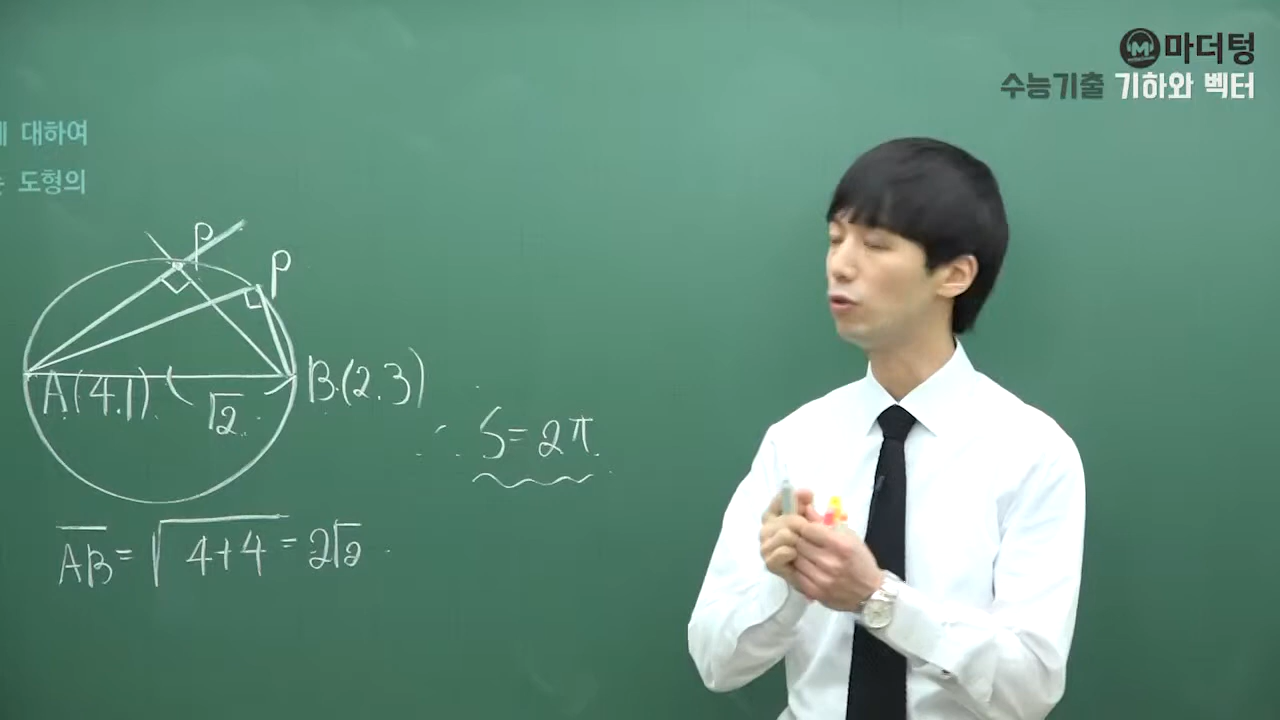 마더텅
수능기출 기하와 벡터
대하여
도형의
P
P
A(4.1)
√2
B(2.3)
∴ S=2π
AB=√4+4=2√2